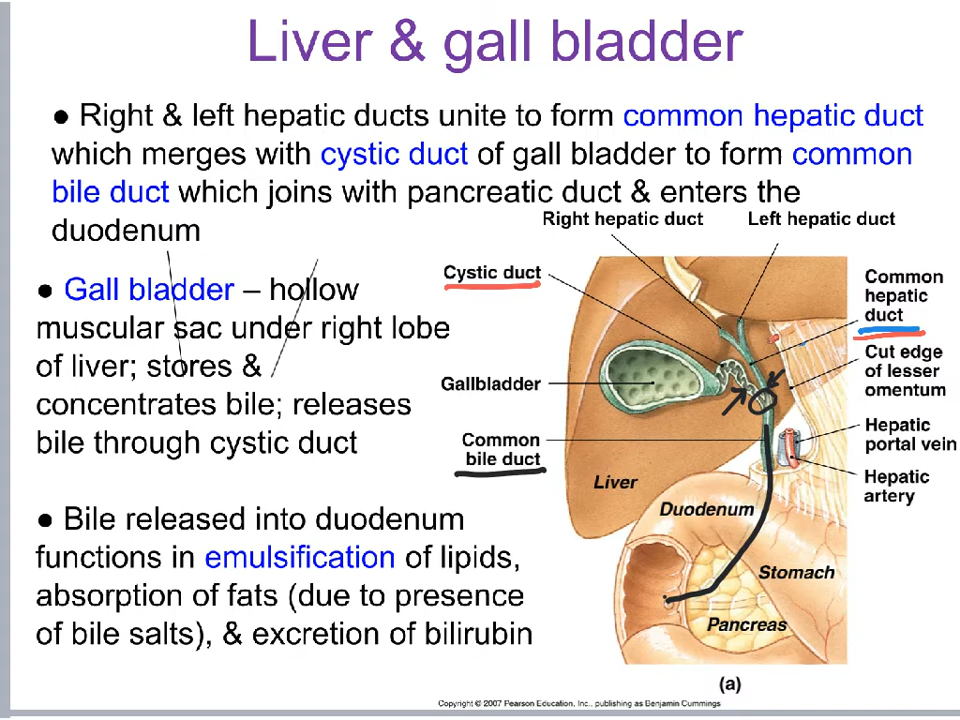 Liver & gall bladder
● Right & left hepatic ducts unite to form common hepatic duct
which merges with cystic duct of gall bladder to form common
bile duct which joins with pancreatic duct & enters the
duodenum
Right hepatic duct
Left hepatic duct
● Gall bladder – hollow
muscular sac under right lobe
of liver; stores &
concentrates bile; releases
bile through cystic duct
● Bile released into duodenum
functions in emulsification of lipids,
absorption of fats (due to presence
of bile salts), & excretion of bilirubin
Cystic duct
Common
hepatic
duct
Cut edge
of lesser
omentum
Gallbladder
Hepatic
portal vein
Common
bile duct
Hepatic
artery
Liver
Duodenum
Stomach
Pancreas
(a)
Copyright © 2007 Pearson Education, Inc., publishing as Benjamin Cummings